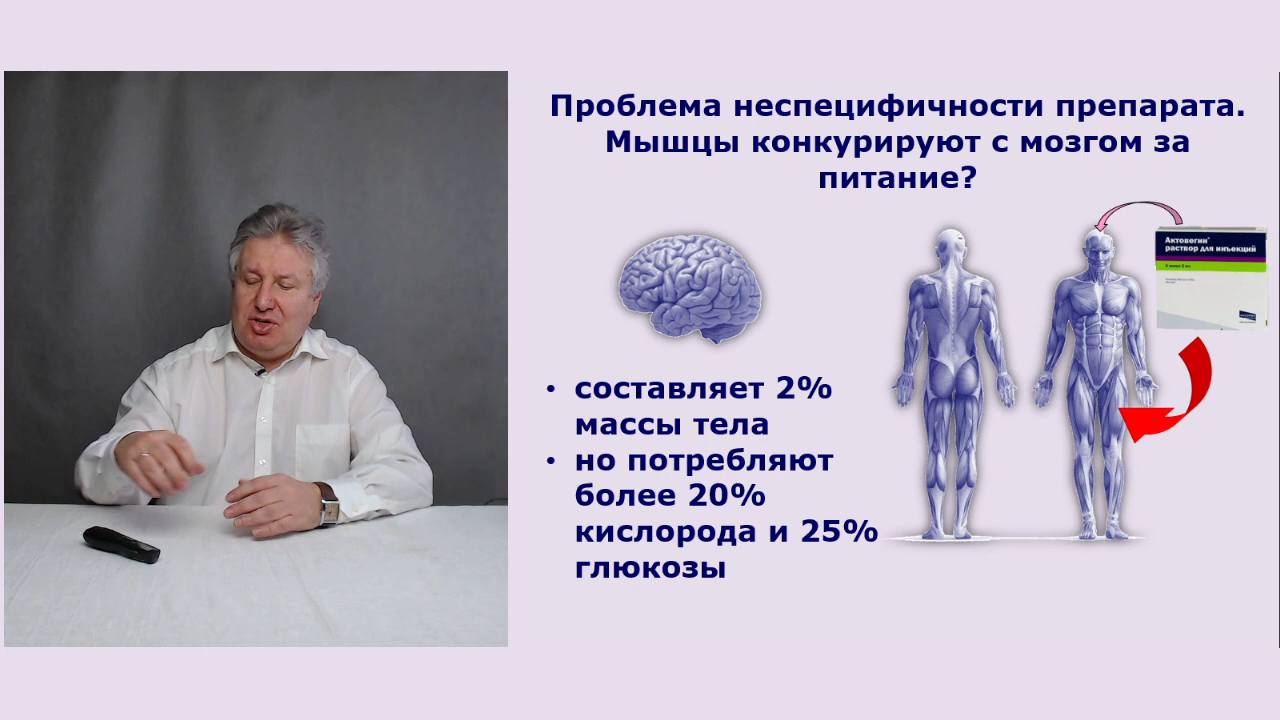 Проблема неспецифичности препарата.
Мышцы конкурируют с мозгом за
питание?
Актовегин®
раствор для инъекций
• составляет 2%
массы тела
• но потребляют
более 20%
кислорода и 25%
глюкозы